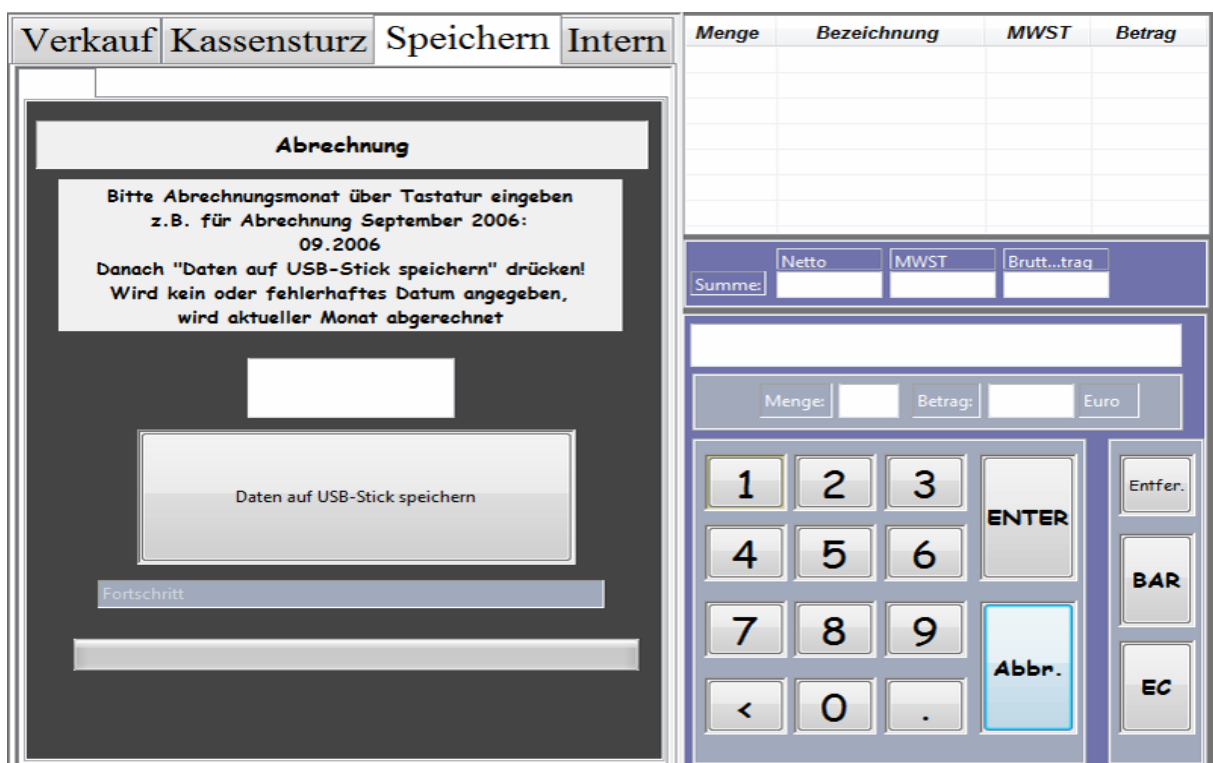 Verkauf Kassensturz Speichern Intern
Abrechnung
Bitte Abrechnungsmonat über Tastatur eingeben
z.B. für Abrechnung September 2006:
09.2006
Danach "Daten auf USB-Stick speichern" drücken!
Wird kein oder fehlerhaftes Datum angegeben,
wird aktueller Monat abgerechnet
Daten auf USB-Stick speichern
Fortschritt
Menge Bezeichnung MWST Betrag
Netto MWST Brutt...trag
Summe:
Menge: Betrag: Euro
1 2 3
ENTER
4 5 6
7 8 9
Abbr.
< 0 .
Entfer.
BAR
EC